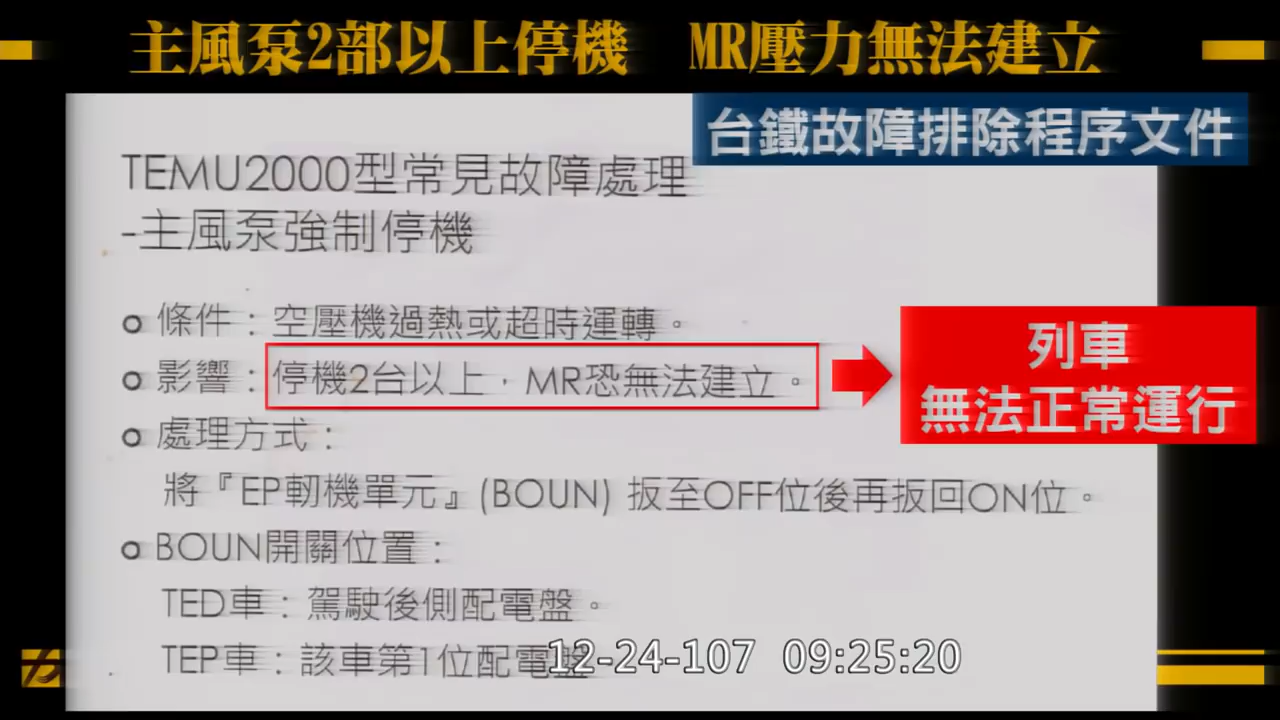 主風泵2部以上停機 MR壓力無法建立
台鐵故障排除程序文件
TEMU2000型常見故障處理
-主風泵強制停機
條件：空壓機過熱或超時運轉。
影響：停機2台以上，MR恐無法建立。
列車
無法正常運行
處理方式：
將『EP軔機單元』(BOUN) 扳至OFF位後再扳回ON位。
BOUN開關位置：
TED車：駕駛後側配電盤。
TEP車：該車第1位配電盤
12-24-107 09:25:20